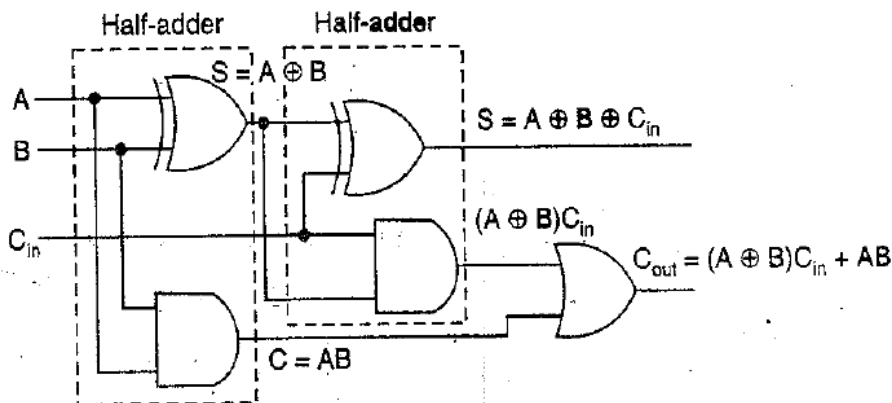 Half-adder
Half-adder
S = A ⊕ B
A
S = A ⊕ B ⊕ C_in
B
(A ⊕ B)C_in
C_in
C_out = (A ⊕ B)C_in + AB
C = AB